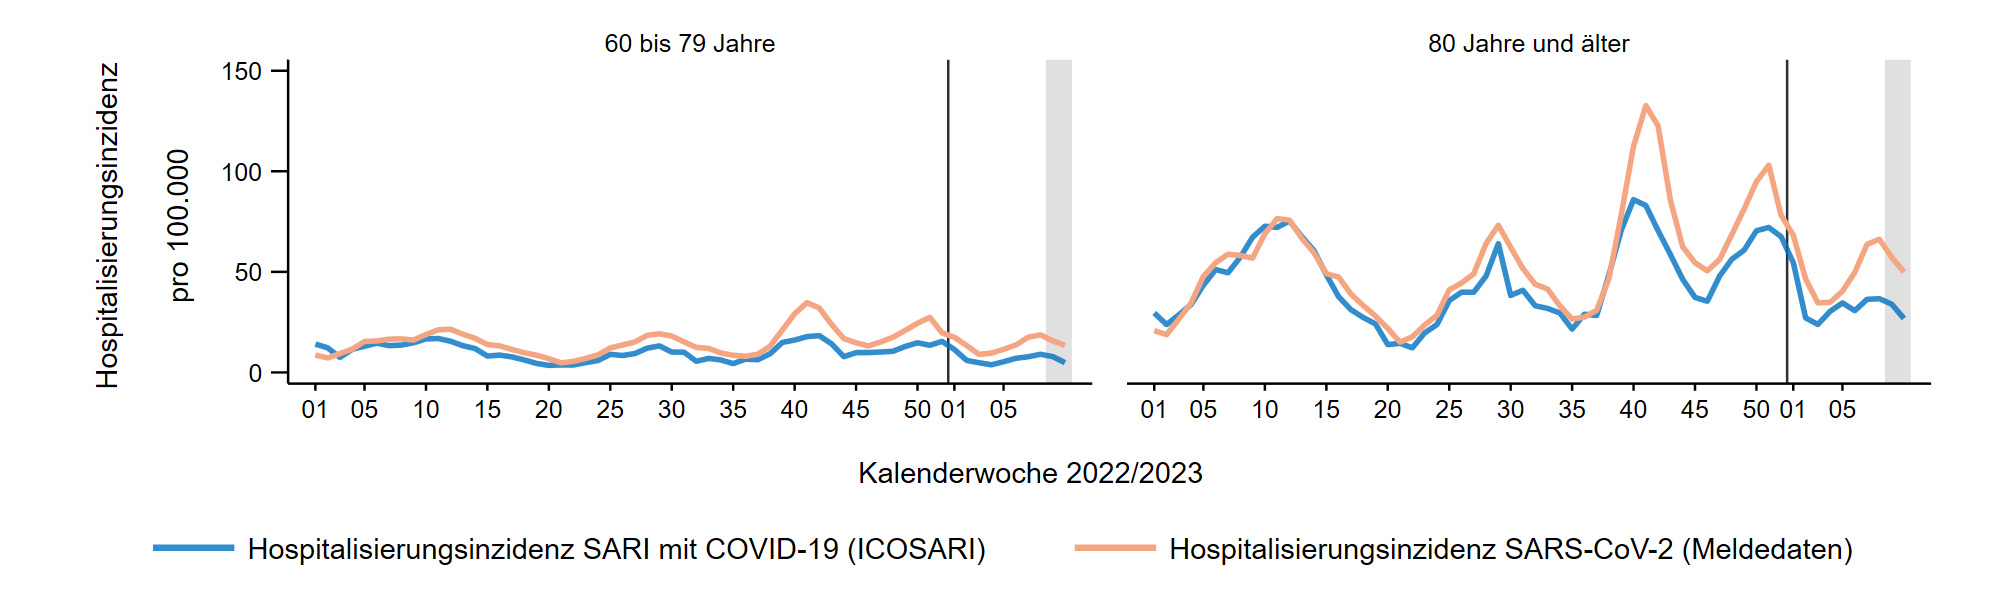 60 bis 79 Jahre
80 Jahre und älter
Hospitalisierungsinzidenz
pro 100.000
150
100
50
0
01 05 10 15 20 25 30 35 40 45 50 01 05
01 05 10 15 20 25 30 35 40 45 50 01 05
Kalenderwoche 2022/2023
Hospitalisierungsinzidenz SARI mit COVID-19 (ICOSARI)
Hospitalisierungsinzidenz SARS-CoV-2 (Meldedaten)